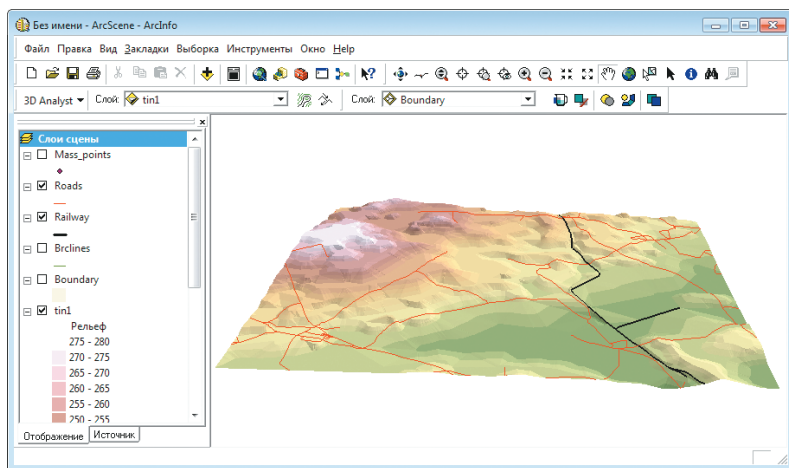 Без имени - ArcScene - ArcInfo
Файл Правка Вид Закладки Выборка Инструменты Окно Help
3D Analyst Слой: tin1 Слой: Boundary
Слои сцены
Mass_points
Roads
Railway
Brclines
Boundary
tin1
Рельеф
275 - 280
270 - 275
265 - 270
260 - 265
255 - 260
250 - 255
Отображение Источник